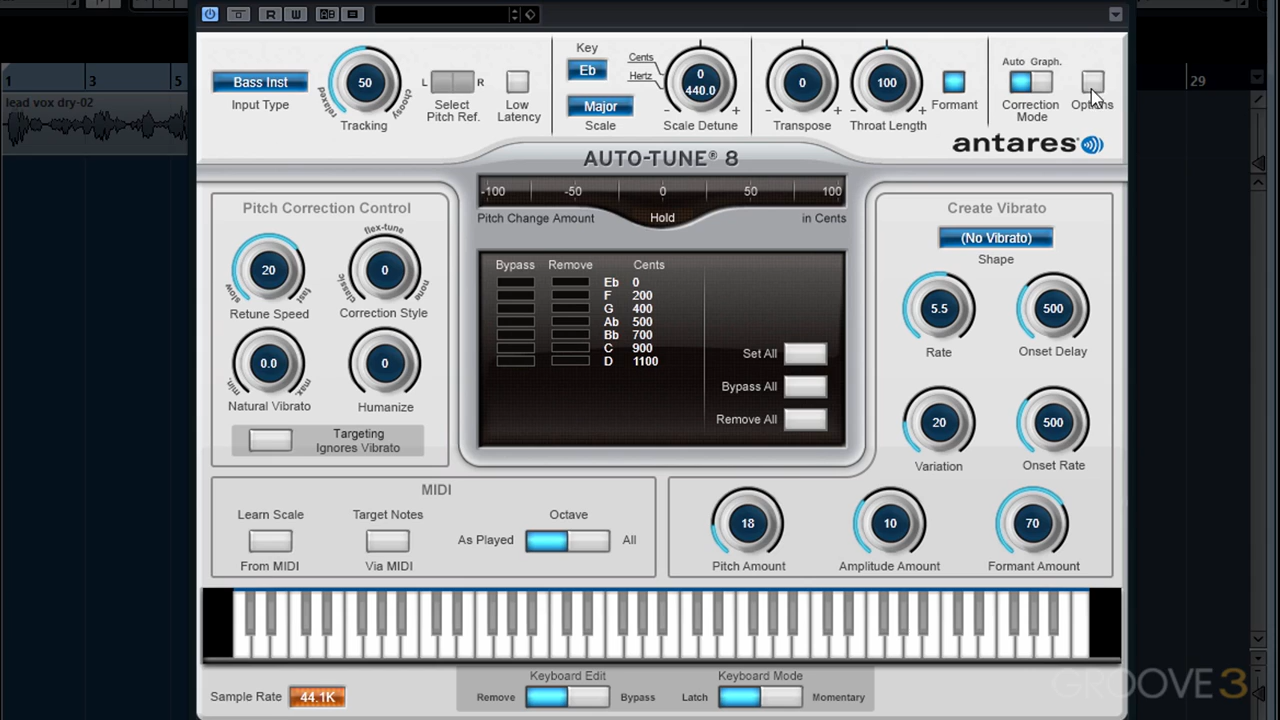 R W AB
1 3 5 29
lead vox dry-02
Bass Inst
Input Type
50
relaxed choosy
Tracking
L R
Select
Pitch Ref.
Low
Latency
Key
Eb
Major
Scale
Cents
Hertz
0
440.0
- +
Scale Detune
0
- +
Transpose
100
- +
Throat Length
Formant
Auto Graph.
Correction
Mode
Options
antares
AUTO-TUNE® 8
-100 -50 0 50 100
Pitch Change Amount Hold in Cents
Pitch Correction Control
20
slow fast
Retune Speed
flex-tune
0
classic none
Correction Style
0.0
min. max.
Natural Vibrato
0
Humanize
Targeting
Ignores Vibrato
Bypass Remove Cents
Eb 0
F 200
G 400
Ab 500
Bb 700
C 900
D 1100
Set All
Bypass All
Remove All
Create Vibrato
(No Vibrato)
Shape
5.5
Rate
500
Onset Delay
20
Variation
500
Onset Rate
18
Pitch Amount
10
Amplitude Amount
70
Formant Amount
MIDI
Learn Scale
From MIDI
Target Notes
Via MIDI
Octave
As Played All
Sample Rate 44.1K
Keyboard Edit
Remove Bypass
Keyboard Mode
Latch Momentary
GROOVE3